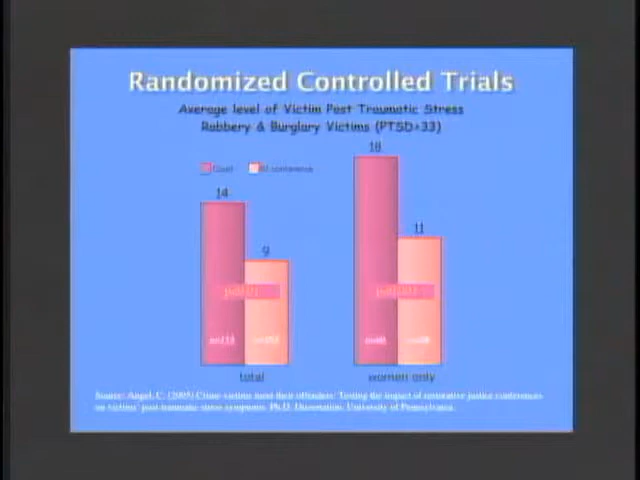 Randomized Controlled Trials
Average level of Victim Post Traumatic Stress
Robbery & Burglary Victims (PTSD>33)
18
Court RJ conference
14
11
9
total women only
Source: Angel, C. (2005) Crime victims meet their offenders: Testing the impact of restorative justice conferences
on victims' post-traumatic stress symptoms. Ph.D. Dissertation. University of Pennsylvania.